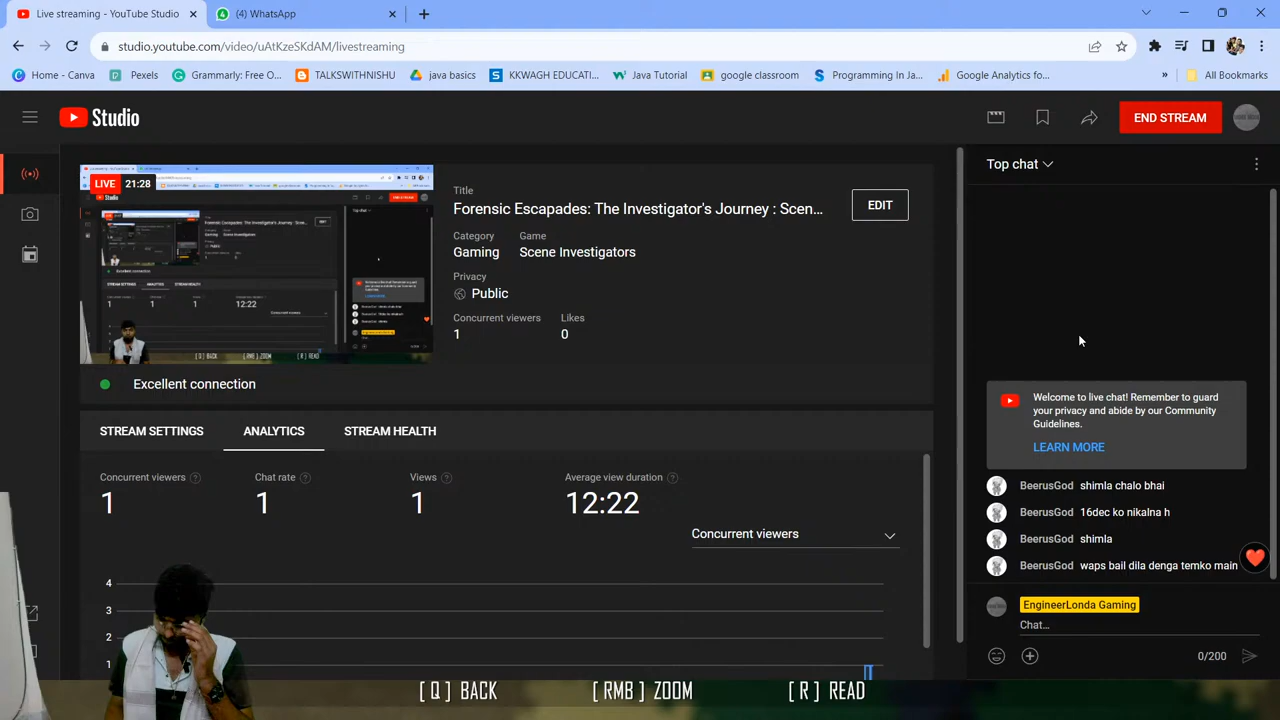 Live streaming - YouTube Studio
(4) WhatsApp
studio.youtube.com/video/uAtKzeSKdAM/livestreaming
Home - Canva
Pexels
Grammarly: Free O...
TALKSWITHNISHU
java basics
KKWAGH EDUCATI...
Java Tutorial
google classroom
Programming In Ja...
Google Analytics fo...
»
All Bookmarks
Studio
END STREAM
LIVE 21:28
Title
Forensic Escapades: The Investigator's Journey : Scen...
EDIT
Category
Gaming
Game
Scene Investigators
Privacy
Public
Concurrent viewers
1
Likes
0
Excellent connection
STREAM SETTINGS
ANALYTICS
STREAM HEALTH
Concurrent viewers
1
Chat rate
1
Views
1
Average view duration
12:22
Concurrent viewers
4
3
2
1
Top chat
Welcome to live chat! Remember to guard
your privacy and abide by our Community
Guidelines.
LEARN MORE
BeerusGod shimla chalo bhai
BeerusGod 16dec ko nikalna h
BeerusGod shimla
BeerusGod waps bail dila denga temko main
EngineerLonda Gaming
Chat...
0/200
[ Q ] BACK
[ RMB ] ZOOM
[ R ] READ